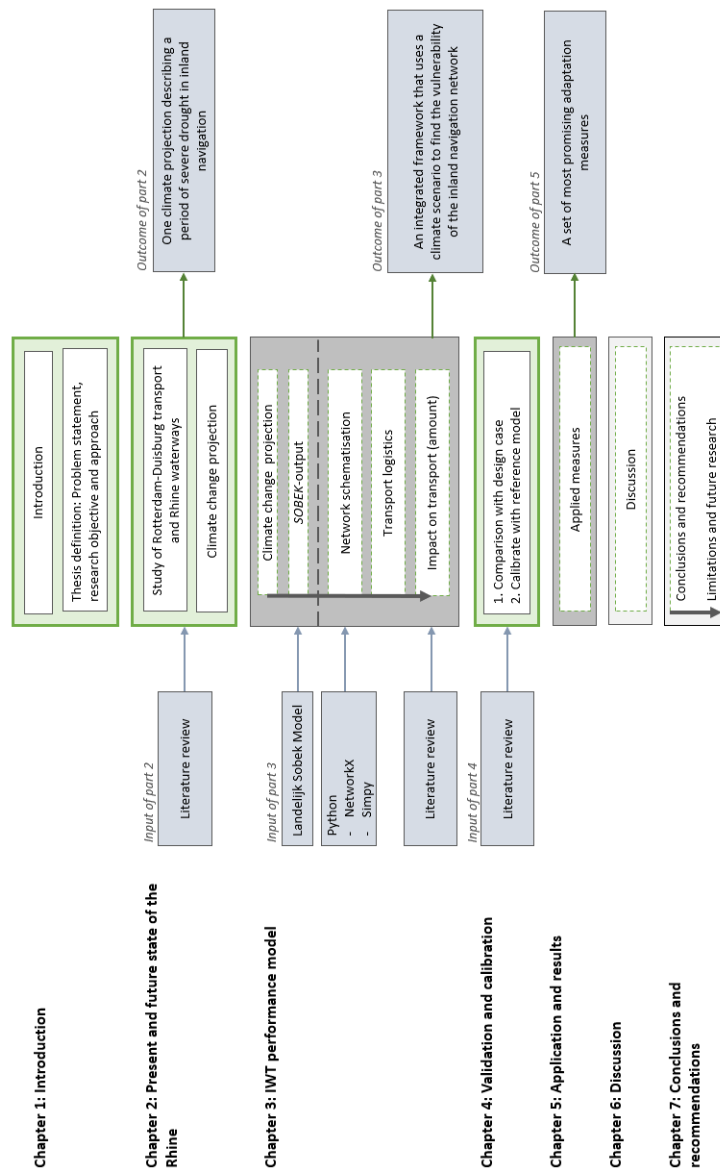 Chapter 1: Introduction
Introduction
Thesis definition: Problem statement,
research objective and approach
Chapter 2: Present and future state of the
Rhine
Input of part 2
Literature review
Study of Rotterdam-Duisburg transport
and Rhine waterways
Climate change projection
Outcome of part 2
One climate projection describing a
period of severe drought in inland
navigation
Chapter 3: IWT performance model
Input of part 3
Landelijk Sobek Model
Python
- NetworkX
- Simpy
Literature review
Climate change projection
SOBEK-output
Network schematisation
Transport logistics
Impact on transport (amount)
Outcome of part 3
An integrated framework that uses a
climate scenario to find the vulnerability
of the inland navigation network
Chapter 4: Validation and calibration
Input of part 4
Literature review
1. Comparison with design case
2. Calibrate with reference model
Chapter 5: Application and results
Applied measures
Outcome of part 5
A set of most promising adaptation
measures
Chapter 6: Discussion
Discussion
Chapter 7: Conclusions and
recommendations
Conclusions and recommendations
Limitations and future research